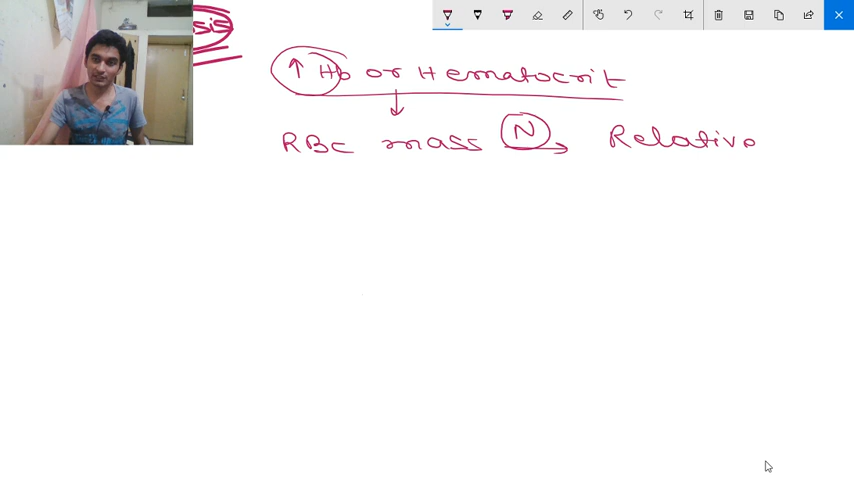 ↑ Hb or Hematocrit
RBC mass N → Relative